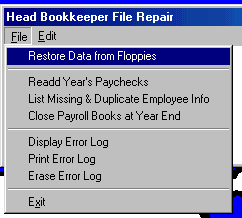 Head Bookkeeper File Repair
File Edit
Restore Data from Floppies
Readd Year's Paychecks
List Missing & Duplicate Employee Info
Close Payroll Books at Year End
Display Error Log
Print Error Log
Erase Error Log
Exit